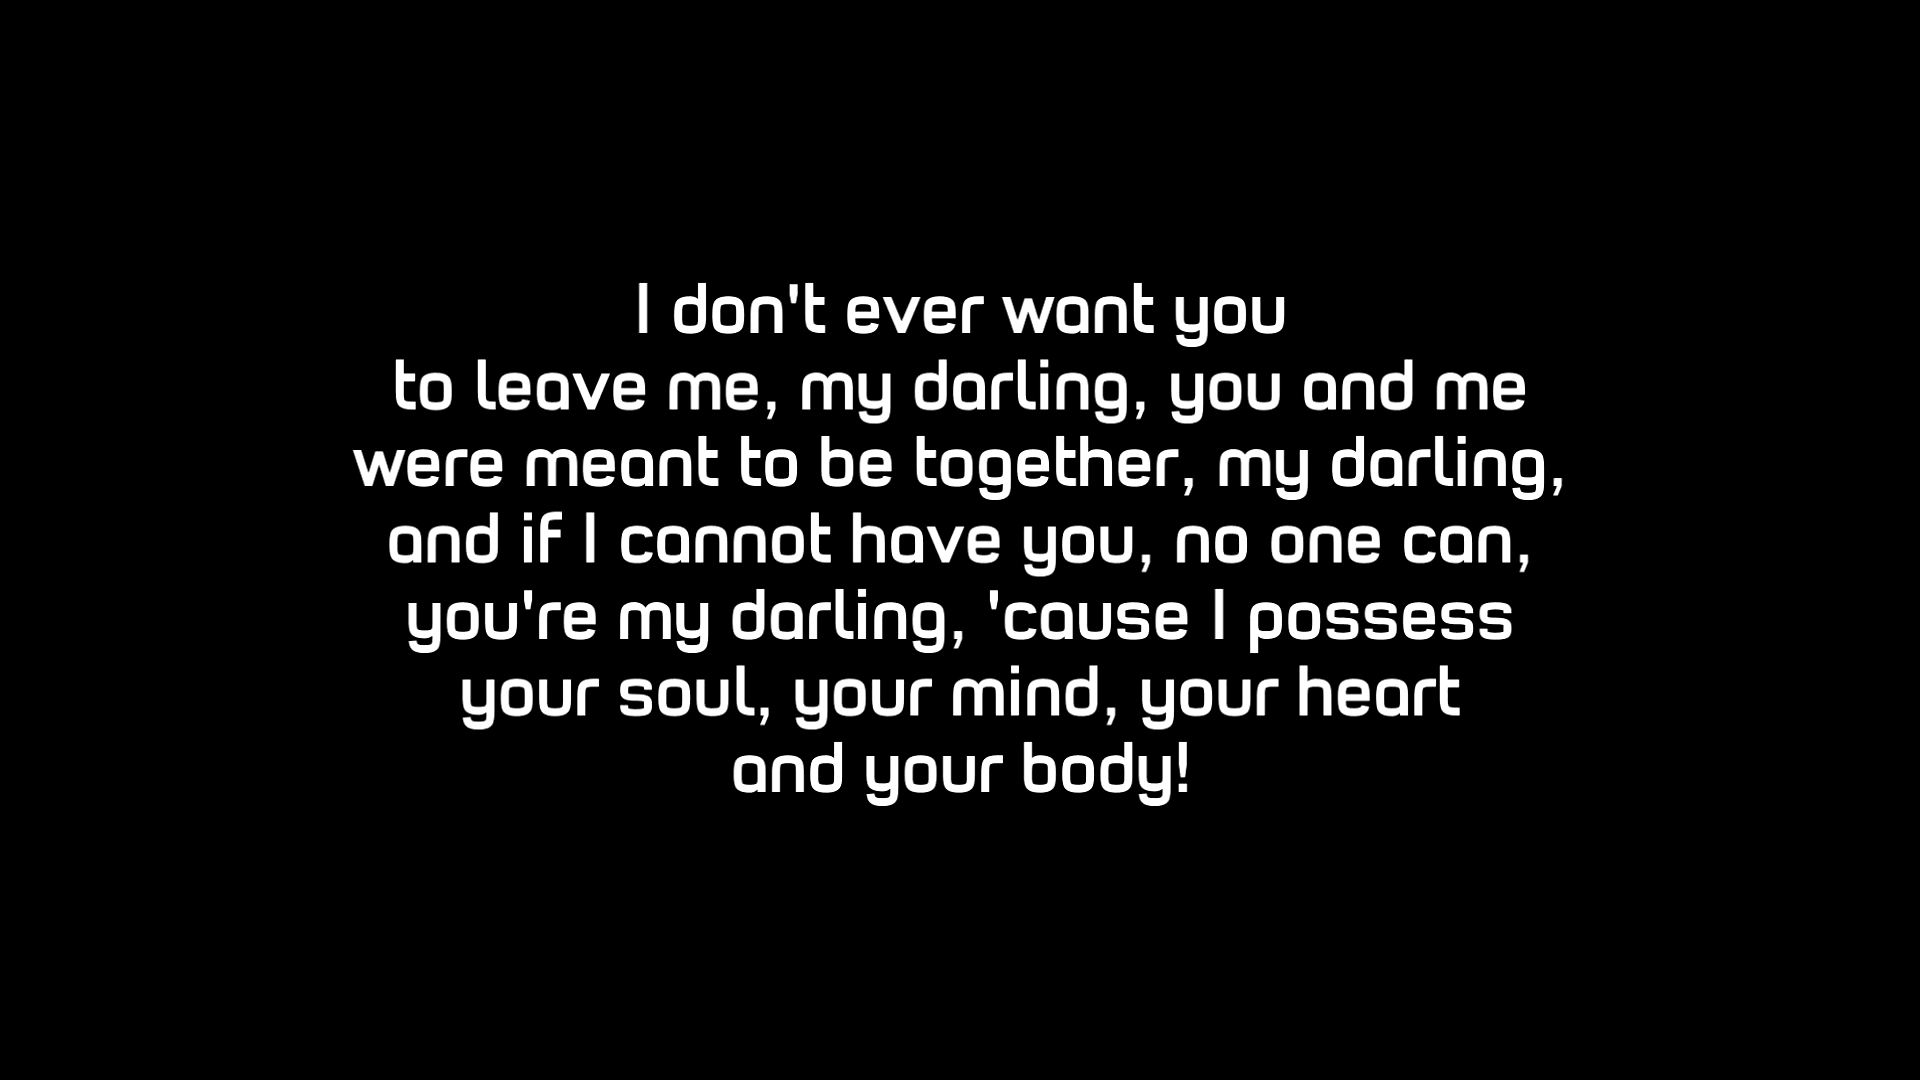 I don't ever want you
to leave me, my darling, you and me
were meant to be together, my darling,
and if I cannot have you, no one can,
you're my darling, 'cause I possess
your soul, your mind, your heart
and your body!